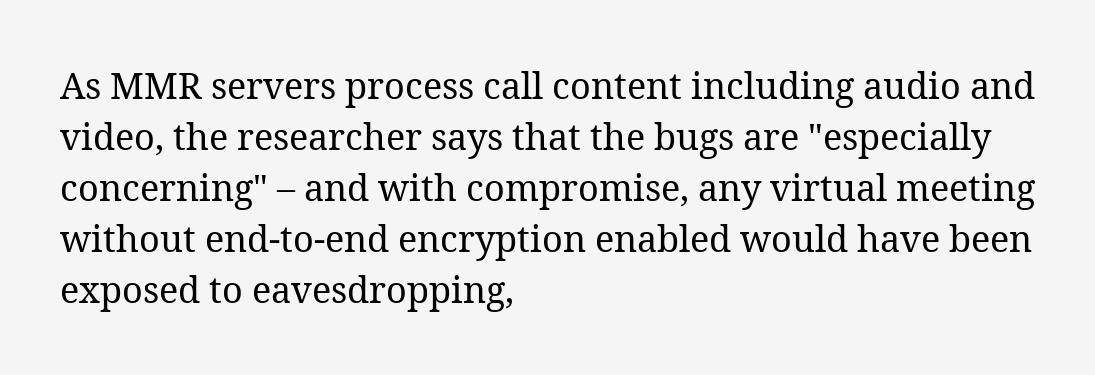 As MMR servers process call content including audio and
video, the researcher says that the bugs are "especially
concerning" – and with compromise, any virtual meeting
without end-to-end encryption enabled would have been
exposed to eavesdropping,